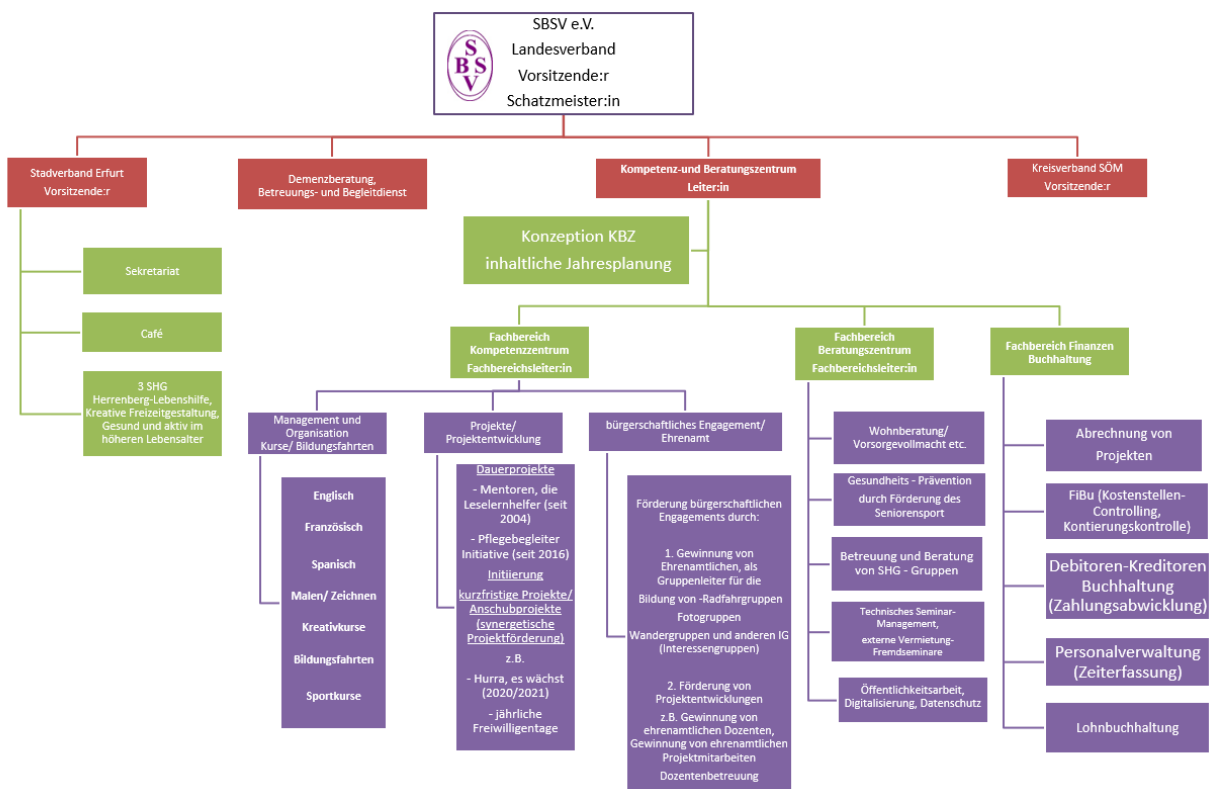 SBSV e.V.
Landesverband
Vorsitzende:r
Schatzmeister:in
S
B S
V
Stadverband Erfurt
Vorsitzende:r
Demenzberatung,
Betreuungs- und Begleitdienst
Kompetenz-und Beratungszentrum
Leiter:in
Kreisverband SÖM
Vorsitzende:r
Sekretariat
Café
3 SHG
Herrenberg-Lebenshilfe,
Kreative Freizeitgestaltung,
Gesund und aktiv im
höheren Lebensalter
Konzeption KBZ
inhaltliche Jahresplanung
Fachbereich
Kompetenzzentrum
Fachbereichsleiter:in
Fachbereich
Beratungszentrum
Fachbereichsleiter:in
Fachbereich Finanzen
Buchhaltung
Management und
Organisation
Kurse/ Bildungsfahrten
Englisch
Französisch
Spanisch
Malen/ Zeichnen
Kreativkurse
Bildungsfahrten
Sportkurse
Projekte/
Projektentwicklung
Dauerprojekte
- Mentoren, die
Leselernhelfer (seit
2004)
- Pflegebegleiter
Initiative (seit 2016)
Initiierung
kurzfristige Projekte/
Anschubprojekte
(synergetische
Projektförderung)
z.B.
- Hurra, es wächst
(2020/2021)
- jährliche
Freiwilligentage
bürgerschaftliches Engagement/
Ehrenamt
Förderung bürgerschaftlichen
Engagements durch:
1. Gewinnung von
Ehrenamtlichen, als
Gruppenleiter für die
Bildung von -Radfahrgruppen
Fotogruppen
Wandergruppen und anderen IG
(Interessengruppen)
2. Förderung von
Projektentwicklungen
z.B. Gewinnung von
ehrenamtlichen Dozenten,
Gewinnung von ehrenamtlichen
Projektmitarbeiten
Dozentenbetreuung
Wohnberatung/
Vorsorgevollmacht etc.
Gesundheits - Prävention
durch Förderung des
Seniorensport
Betreuung und Beratung
von SHG - Gruppen
Technisches Seminar-
Management,
externe Vermietung-
Fremdseminare
Öffentlichkeitsarbeit,
Digitalisierung, Datenschutz
Abrechnung von
Projekten
FiBu (Kostenstellen-
Controlling,
Kontierungskontrolle)
Debitoren-Kreditoren
Buchhaltung
(Zahlungsabwicklung)
Personalverwaltung
(Zeiterfassung)
Lohnbuchhaltung